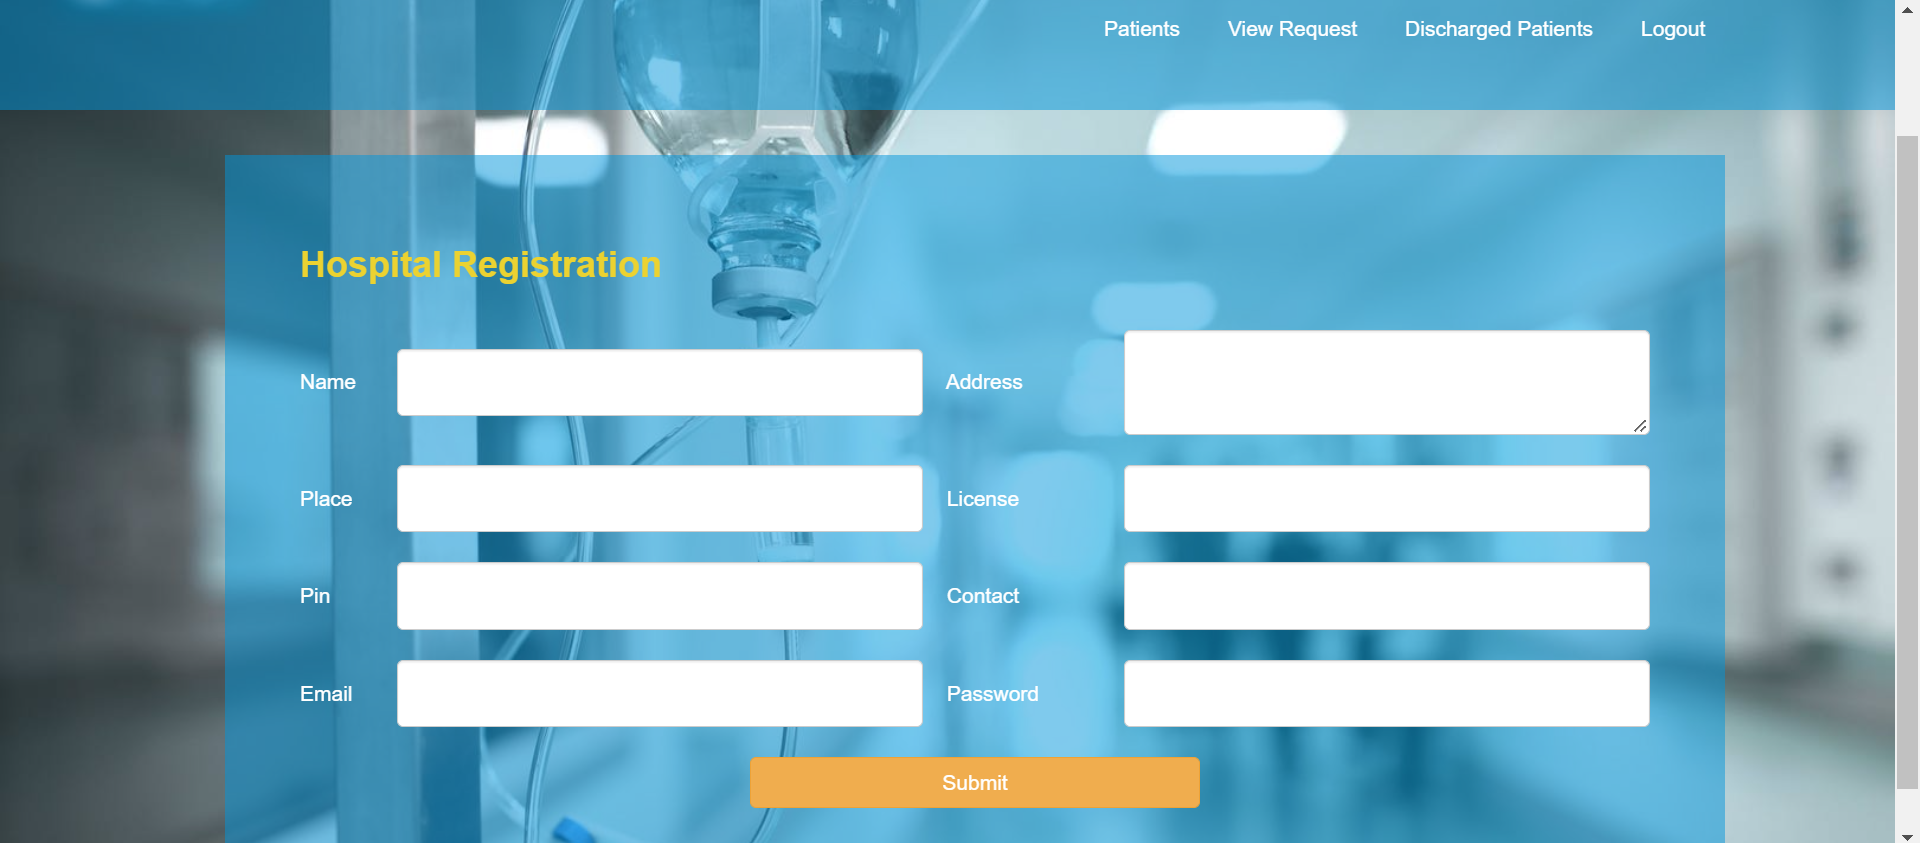 Patients View Request Discharged Patients Logout
Hospital Registration
Name Address
Place License
Pin Contact
Email Password
Submit